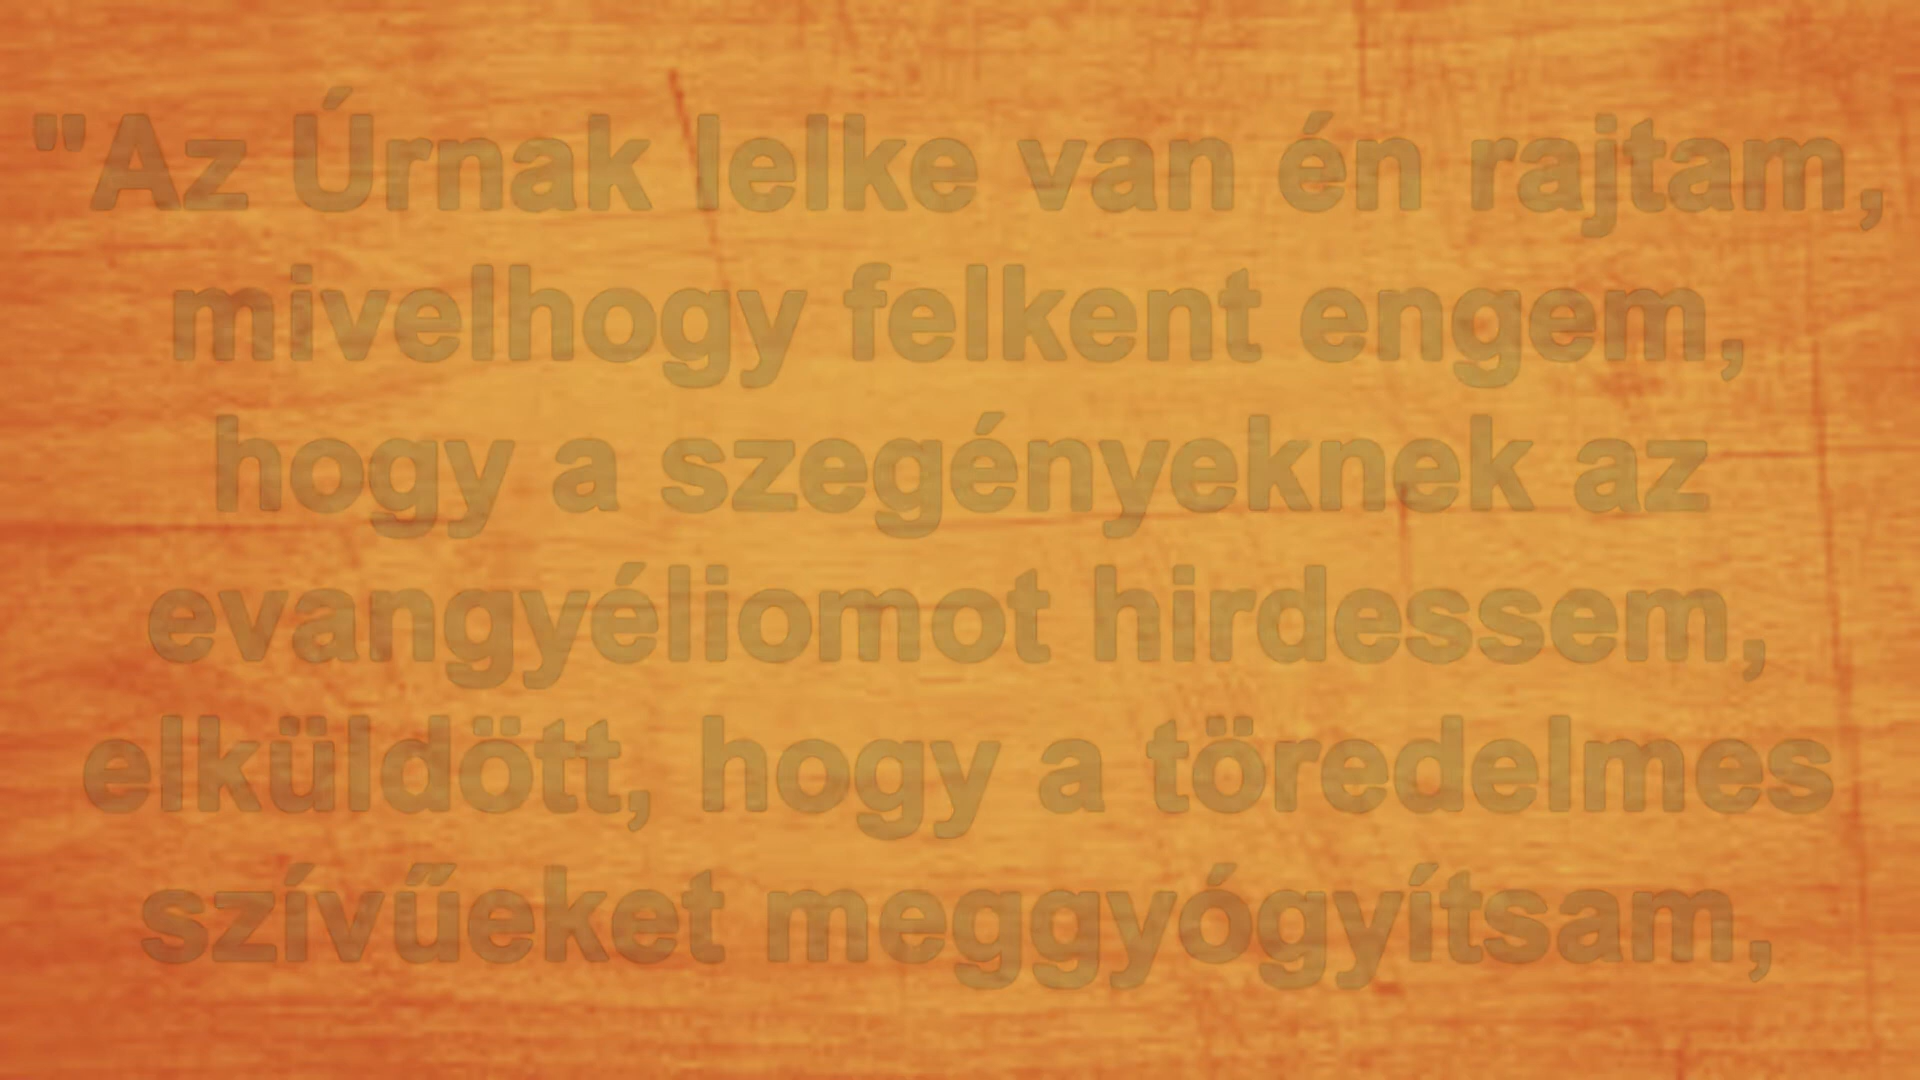 "Az Úrnak lelke van én rajtam,
mivelhogy felkent engem,
hogy a szegényeknek az
evangyéliomot hirdessem,
elküldött, hogy a töredelmes
szívűeket meggyógyítsam,